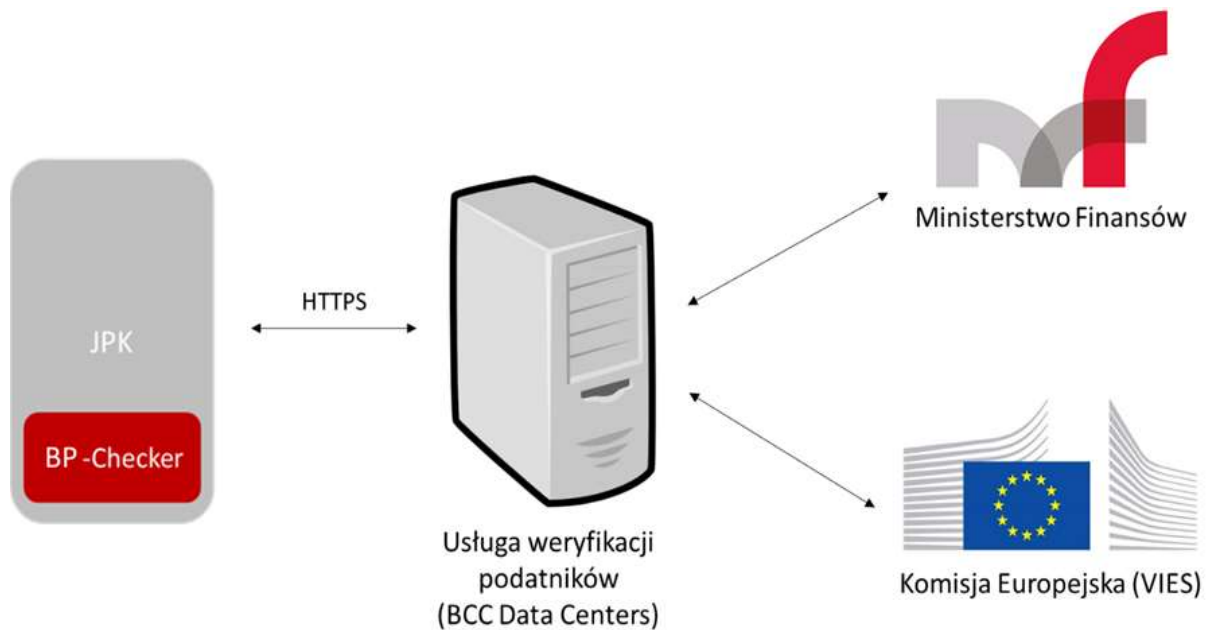 JPK
BP -Checker
HTTPS
Usługa weryfikacji
podatników
(BCC Data Centers)
Ministerstwo Finansów
Komisja Europejska (VIES)